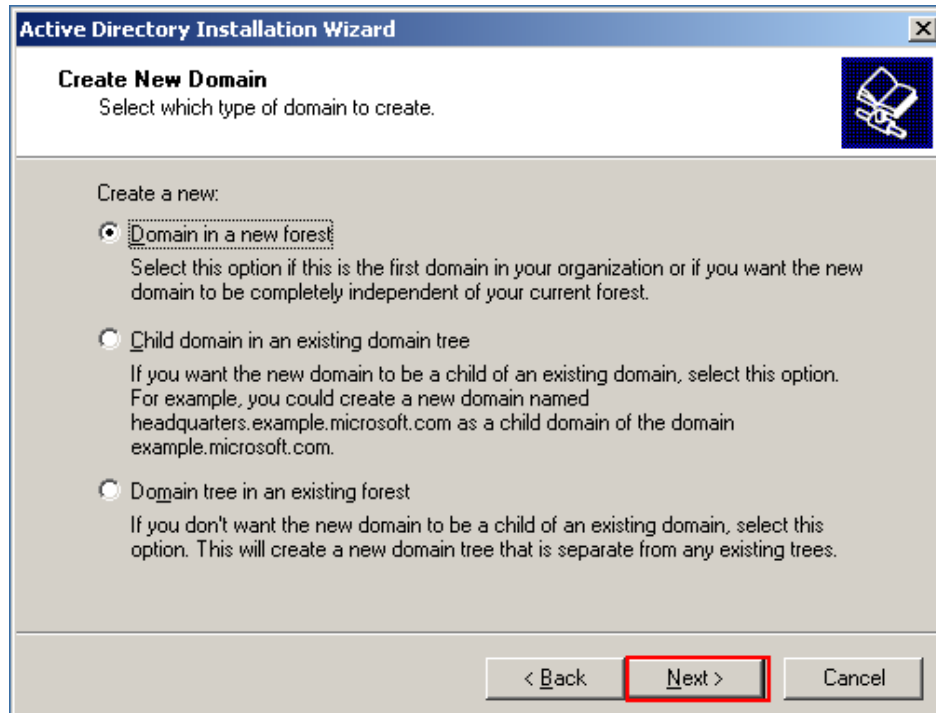 Active Directory Installation Wizard
Create New Domain
Select which type of domain to create.
Create a new:
Domain in a new forest
Select this option if this is the first domain in your organization or if you want the new
domain to be completely independent of your current forest.
Child domain in an existing domain tree
If you want the new domain to be a child of an existing domain, select this option.
For example, you could create a new domain named
headquarters.example.microsoft.com as a child domain of the domain
example.microsoft.com.
Domain tree in an existing forest
If you don't want the new domain to be a child of an existing domain, select this
option. This will create a new domain tree that is separate from any existing trees.
< Back Next > Cancel